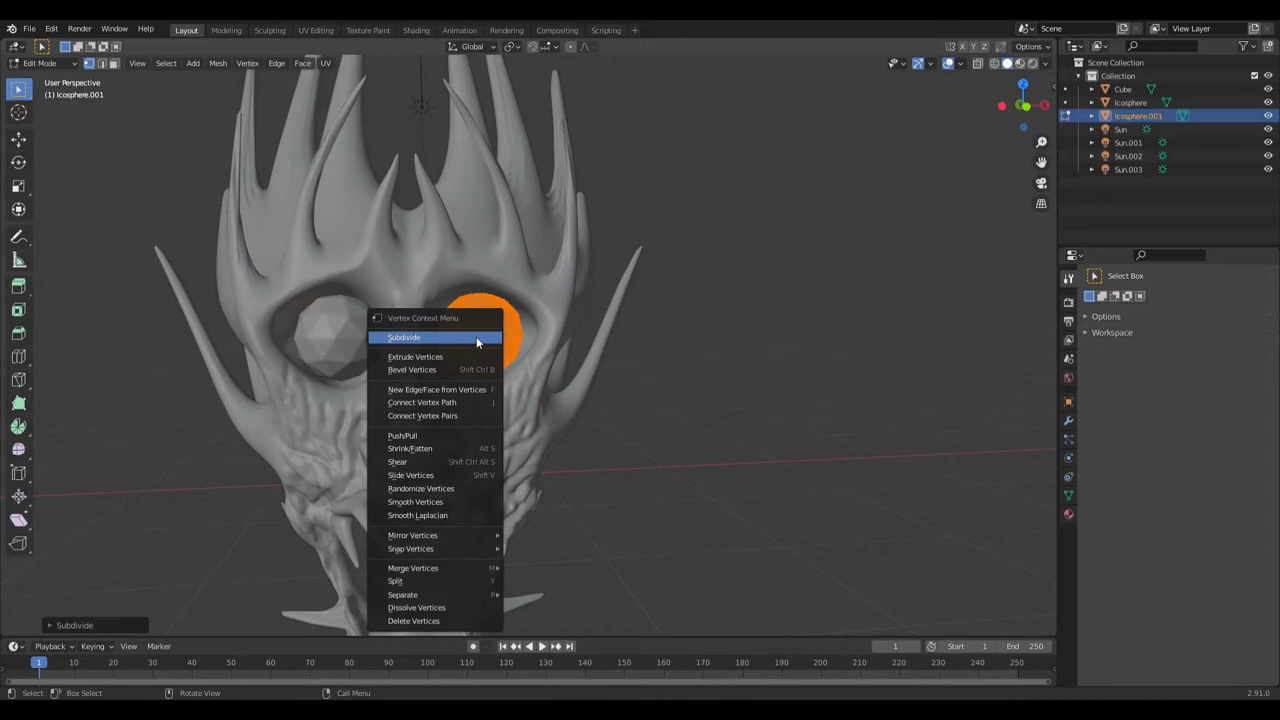 File Edit Render Window Help Layout Modeling Sculpting UV Editing Texture Paint Shading Animation Rendering Compositing Scripting + Scene View Layer
Global X Y Z Options
Edit Mode View Select Add Mesh Vertex Edge Face UV
User Perspective
(1) Icosphere.001
Scene Collection
Collection
Cube
Icosphere
Icosphere.001
Sun
Sun.001
Sun.002
Sun.003
Z
X
Select Box
Options
Workspace
Vertex Context Menu
Subdivide
Extrude Vertices
Bevel Vertices Shift Ctrl B
New Edge/Face from Vertices F
Connect Vertex Path J
Connect Vertex Pairs
Push/Pull
Shrink/Fatten Alt S
Shear Shift Ctrl Alt S
Slide Vertices Shift V
Randomize Vertices
Smooth Vertices
Smooth Laplacian
Mirror Vertices
Snap Vertices
Merge Vertices M
Split Y
Separate P
Dissolve Vertices
Delete Vertices
Subdivide
Playback Keying View Marker 1 Start 1 End 250
1 10 20 30 40 50 60 70 80 90 100 110 120 130 140 150 160 170 180 190 200 210 220 230 240 250
Select Box Select Rotate View Call Menu 2.91.0